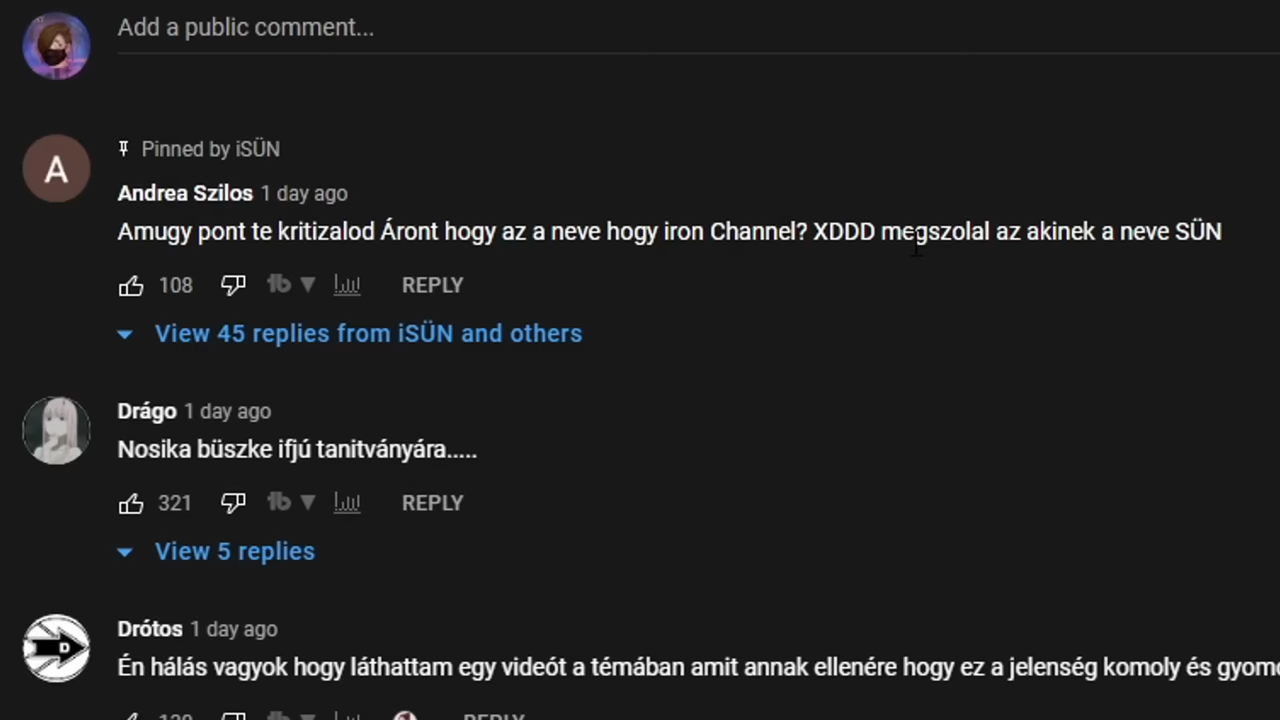 Add a public comment...
Pinned by iSÜN
A
Andrea Szilos 1 day ago
Amugy pont te kritizalod Áront hogy az a neve hogy iron Channel? XDDD megszolal az akinek a neve SÜN
108 REPLY
View 45 replies from iSÜN and others
Drágo 1 day ago
Nosika büszke ifjú tanitványára.....
321 REPLY
View 5 replies
D
Drótos 1 day ago
Én hálás vagyok hogy láthattam egy videót a témában amit annak ellenére hogy ez a jelenség komoly és
REPLY